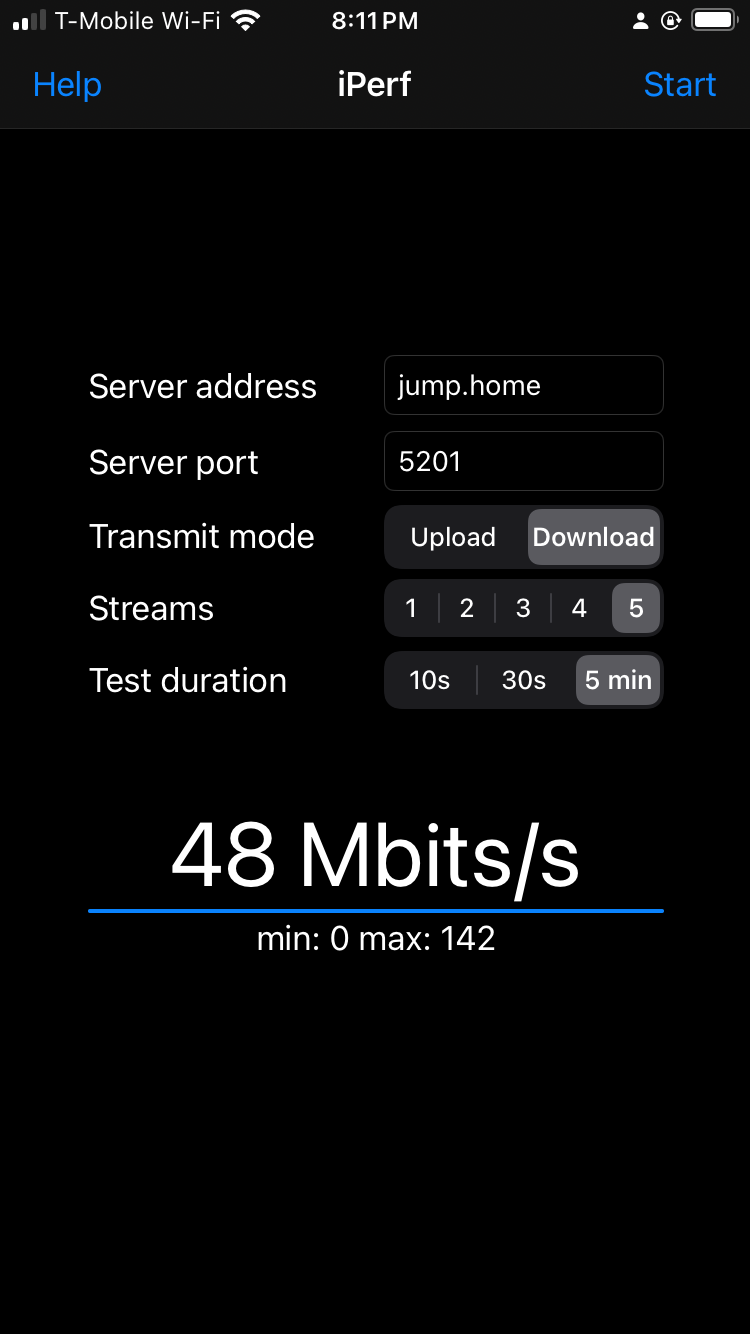 T-Mobile Wi-Fi 8:11 PM
Help iPerf Start
Server address jump.home
Server port 5201
Transmit mode Upload Download
Streams 1 2 3 4 5
Test duration 10s 30s 5 min
48 Mbits/s
min: 0 max: 142